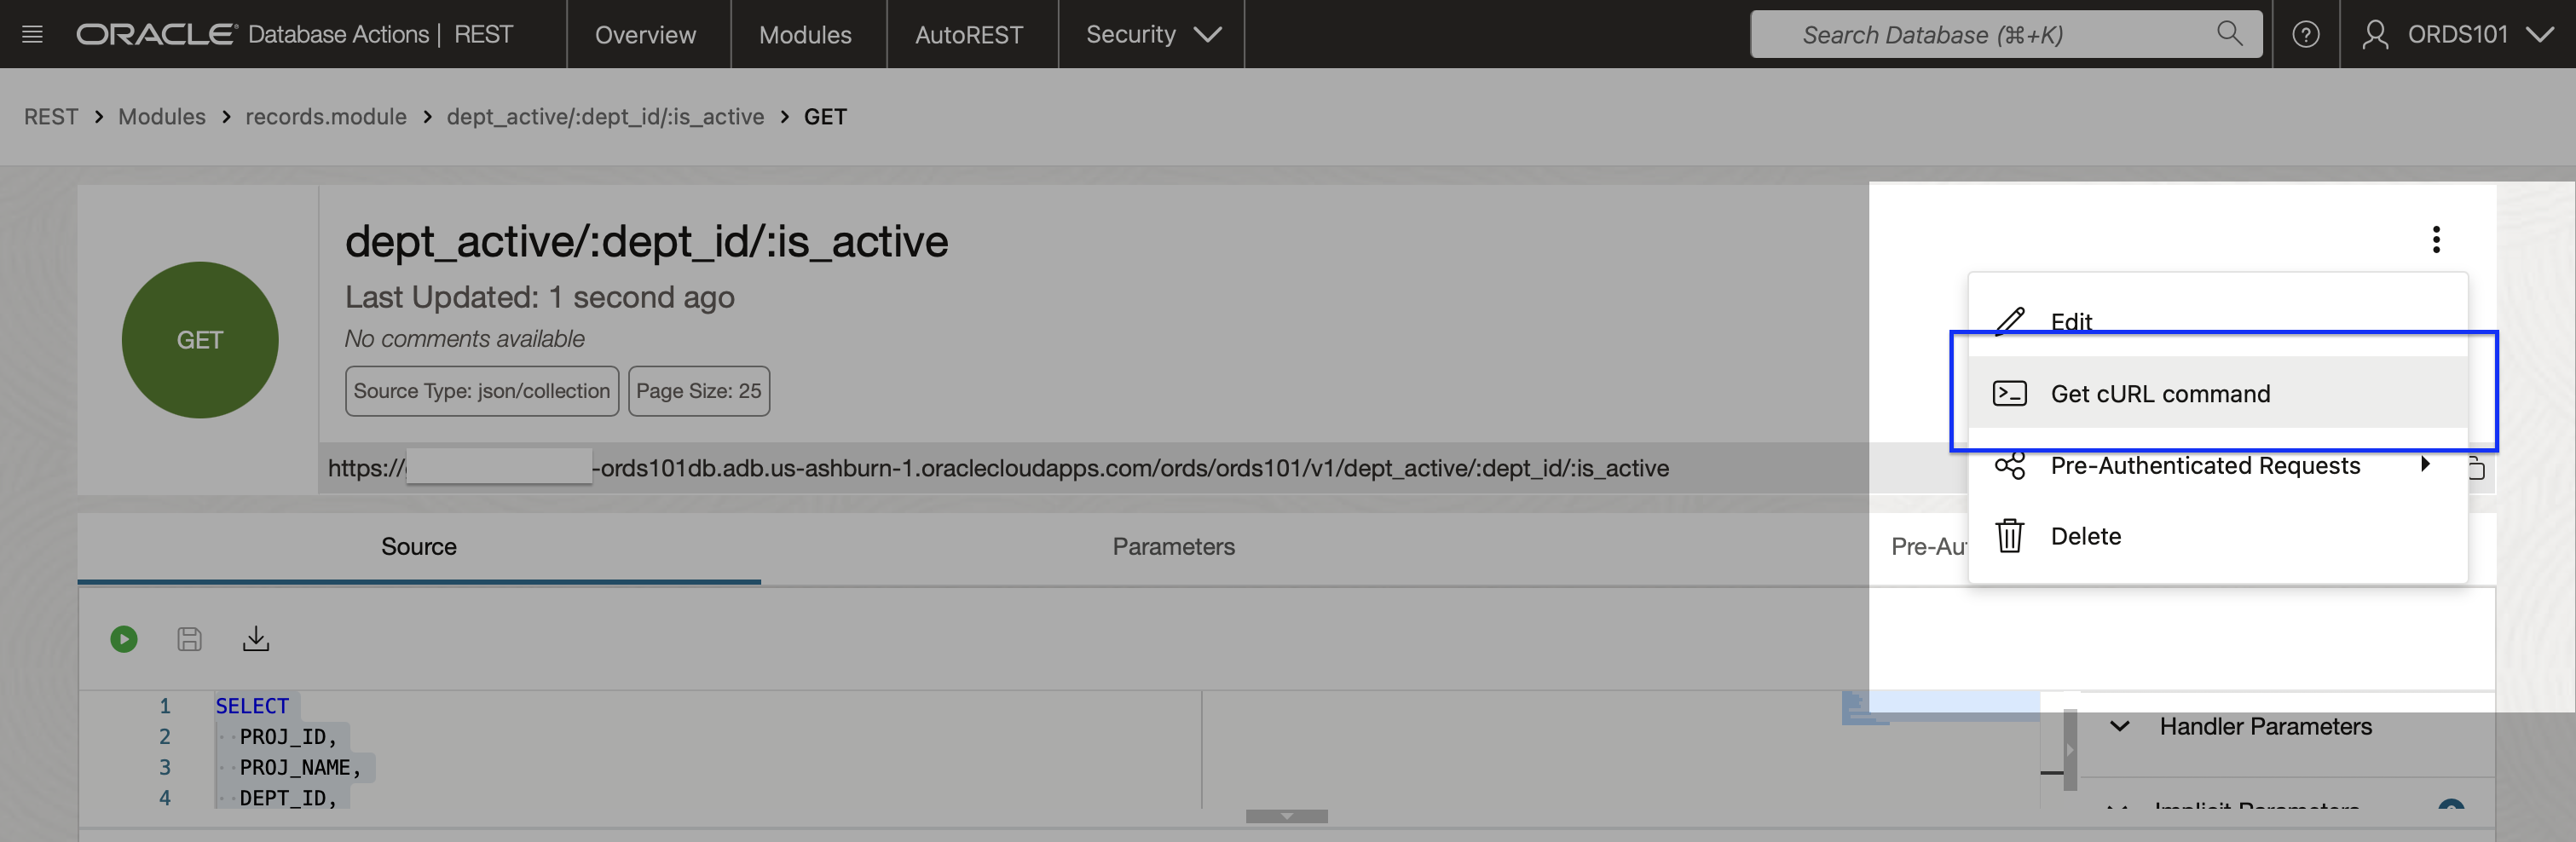 ORACLE Database Actions | REST
Overview
Modules
AutoREST
Security
Search Database (⌘+K)
ORDS101
REST > Modules > records.module > dept_active/:dept_id/:is_active > GET
GET
dept_active/:dept_id/:is_active
Last Updated: 1 second ago
No comments available
Source Type: json/collection
Page Size: 25
https:// -ords101db.adb.us-ashburn-1.oraclecloudapps.com/ords/ords101/v1/dept_active/:dept_id/:is_active
Edit
Get cURL command
Pre-Authenticated Requests
Delete
Source
Parameters
Pre-Au
1 SELECT
2 PROJ_ID,
3 PROJ_NAME,
4 DEPT_ID,
Handler Parameters
Implicit Parameters